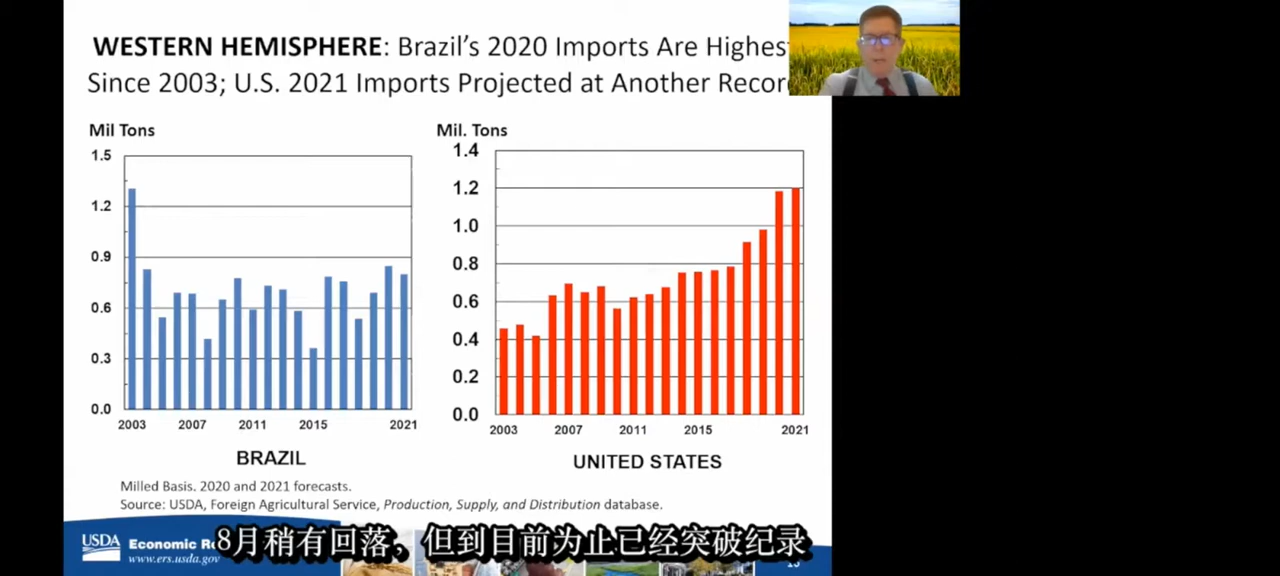 WESTERN HEMISPHERE: Brazil's 2020 Imports Are Highest
Since 2003; U.S. 2021 Imports Projected at Another Recor
Mil Tons
1.5
1.2
0.9
0.6
0.3
0.0
2003 2007 2011 2015 2021
BRAZIL
Mil. Tons
1.4
1.2
1.0
0.8
0.6
0.4
0.2
0.0
2003 2007 2011 2015 2021
UNITED STATES
Milled Basis. 2020 and 2021 forecasts.
Source: USDA, Foreign Agricultural Service, Production, Supply, and Distribution database.
USDA Economic Re
www.ers.usda.gov
8月稍有回落，但到目前为止已经突破纪录